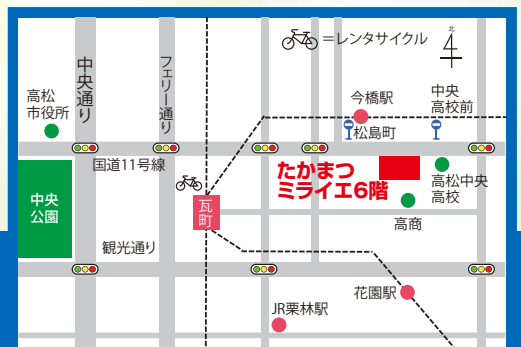 北
=レンタサイクル
中央通り
フェリー通り
高松
市役所
今橋駅
中央
高校前
松島町
国道11号線
たかまつ
ミライエ6階
高松中央
高校
中央
公園
瓦町
高商
観光通り
花園駅
JR栗林駅